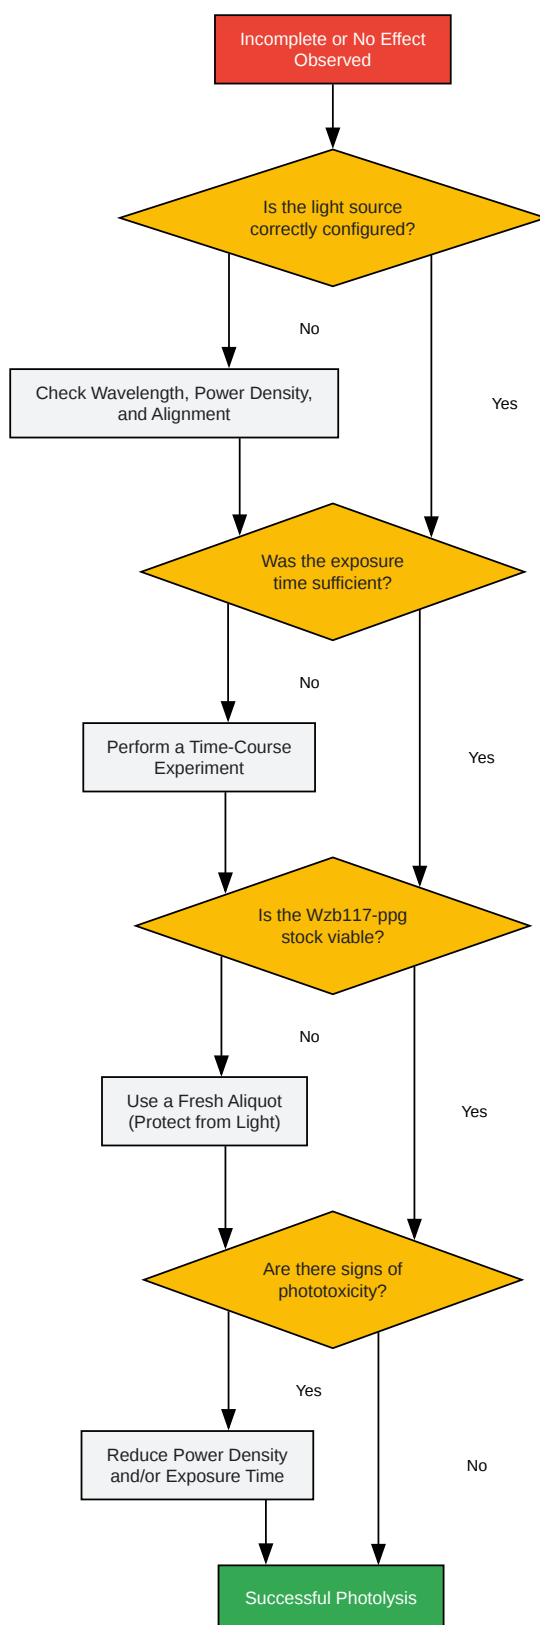 Incomplete or No Effect
Observed
Is the light source
correctly configured?
No
Check Wavelength, Power Density,
and Alignment
Yes
Was the exposure
time sufficient?
No
Perform a Time-Course
Experiment
Yes
Is the Wzb117-ppg
stock viable?
No
Use a Fresh Aliquot
(Protect from Light)
Yes
Are there signs of
phototoxicity?
Yes
Reduce Power Density
and/or Exposure Time
No
Successful Photolysis